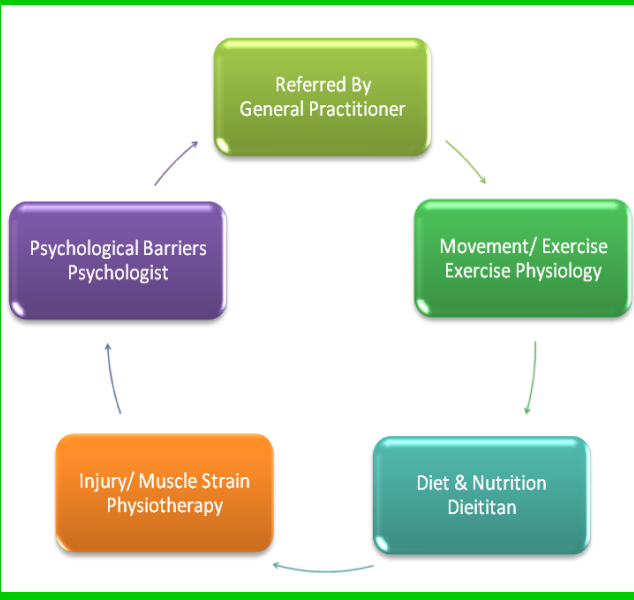 Referred By
General Practitioner
Movement/ Exercise
Exercise Physiology
Diet & Nutrition
Dieititan
Injury/ Muscle Strain
Physiotherapy
Psychological Barriers
Psychologist